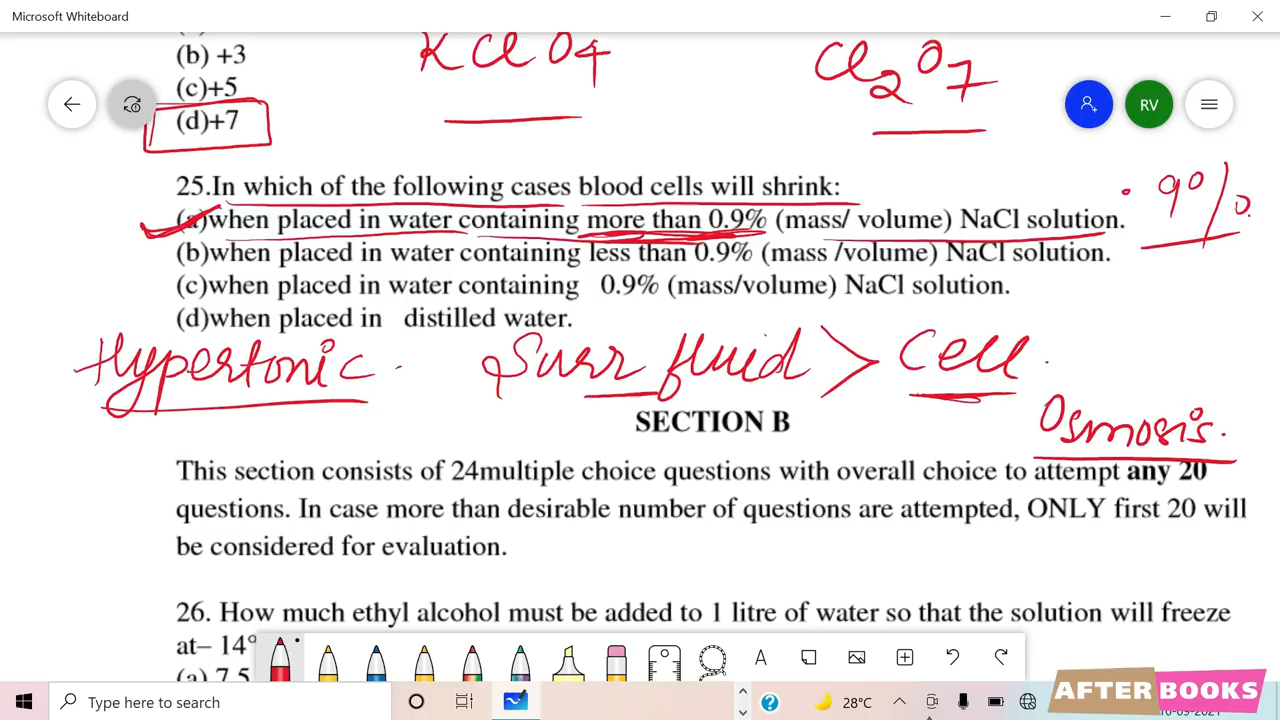 Microsoft Whiteboard
(b) +3
KClO4
Cl2O7
(c)+5
(d)+7
RV
25.In which of the following cases blood cells will shrink:
.9%
(a)when placed in water containing more than 0.9% (mass/ volume) NaCl solution.
(b)when placed in water containing less than 0.9% (mass /volume) NaCl solution.
(c)when placed in water containing 0.9% (mass/volume) NaCl solution.
(d)when placed in distilled water.
Hypertonic. Surr fluid > Cell.
SECTION B
Osmosis.
This section consists of 24multiple choice questions with overall choice to attempt any 20
questions. In case more than desirable number of questions are attempted, ONLY first 20 will
be considered for evaluation.
26. How much ethyl alcohol must be added to 1 litre of water so that the solution will freeze
at– 14°
(a) 7.5
A
Type here to search
28°C
AFTERBOOKS